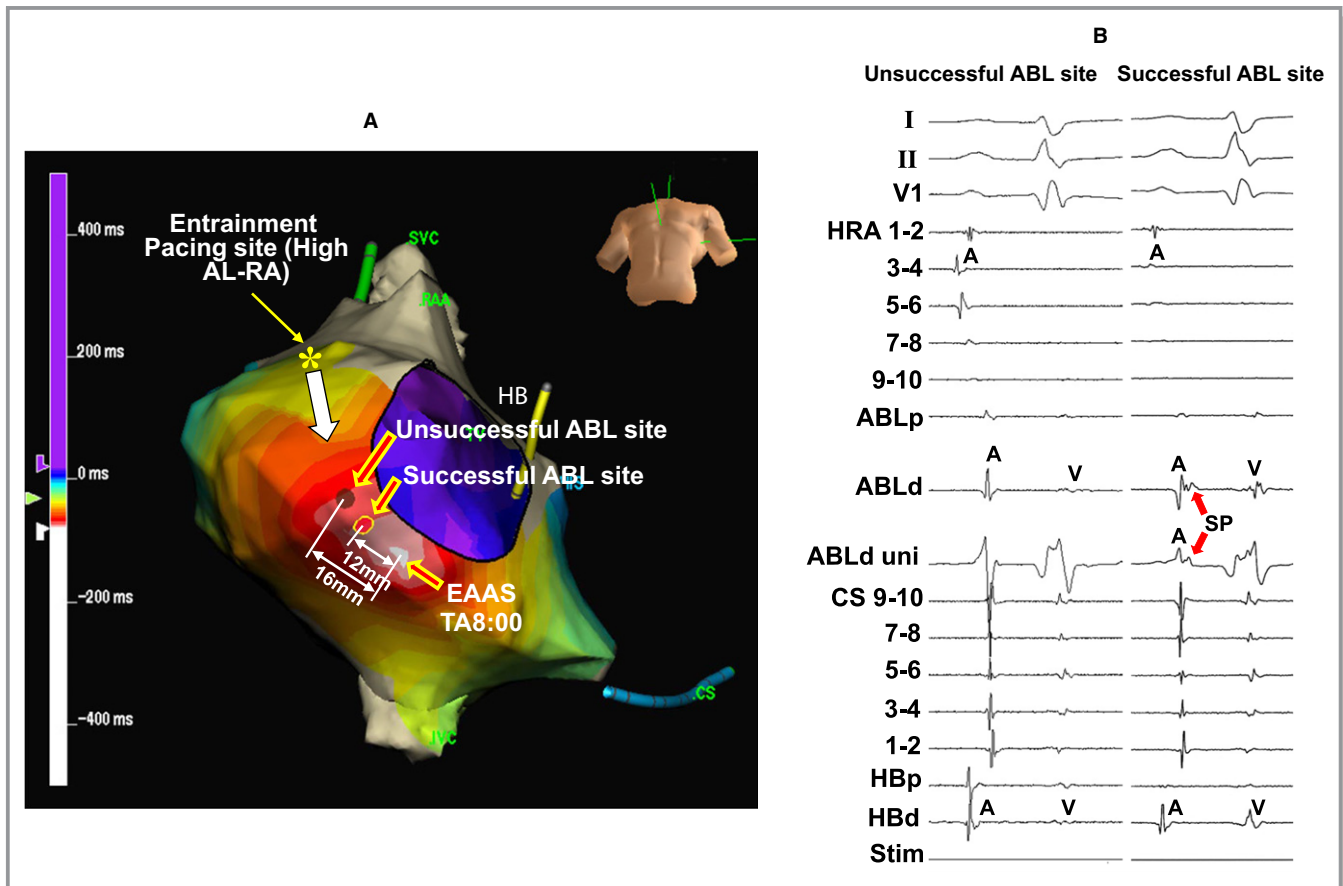 A
400 ms
200 ms
0 ms
−200 ms
−400 ms
Entrainment
Pacing site (High
AL-RA)
*
SVC
RAA
HB
Unsuccessful ABL site
Successful ABL site
12mm
16mm
EAAS
TA8:00
.CS
IVC
B
Unsuccessful ABL site Successful ABL site
I
II
V1
HRA 1-2
A A
3-4
5-6
7-8
9-10
ABLp
A V A V
ABLd
SP
A
ABLd uni
CS 9-10
7-8
5-6
3-4
1-2
HBp
A V A V
HBd
Stim